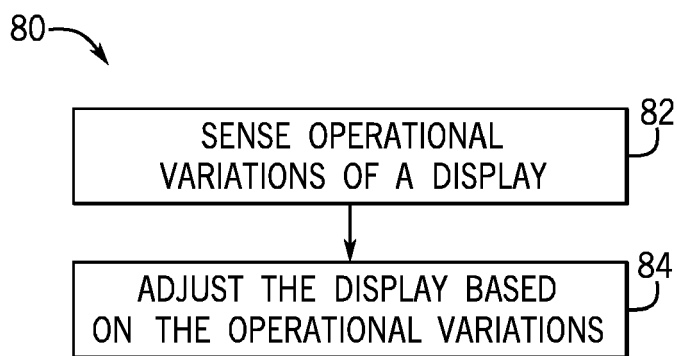 80
82
SENSE OPERATIONAL
VARIATIONS OF A DISPLAY
84
ADJUST THE DISPLAY BASED
ON THE OPERATIONAL VARIATIONS